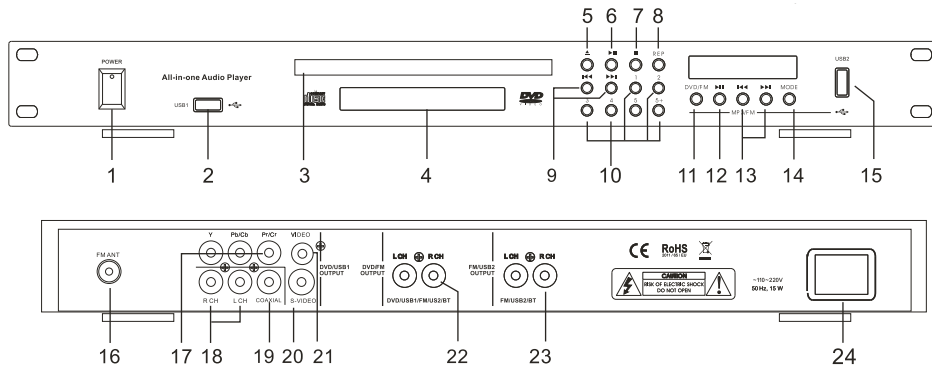 5 6 7 8
POWER
All-in-one Audio Player
USB1
DVD
REP
1 2
3 4 5 5+
USB2
DVD/FM
MODE
MP3/FM
1 2 3 4 9 10 11 12 13 14 15
Y Pb/Cb Pr/Cr VIDEO
FM ANT
R.CH L.CH COAXIAL S-VIDEO
DVD/USB1
OUTPUT
DVD/FM
OUTPUT
L.CH R.CH
DVD/USB1/FM/USB2/BT
FM/USB2
OUTPUT
L.CH R.CH
FM/USB2/BT
CE RoHS
2011/65/EU
CAUTION
RISK OF ELECTRIC SHOCK
DO NOT OPEN
~110~220V
50Hz, 15 W
16 17 18 19 20 21 22 23 24